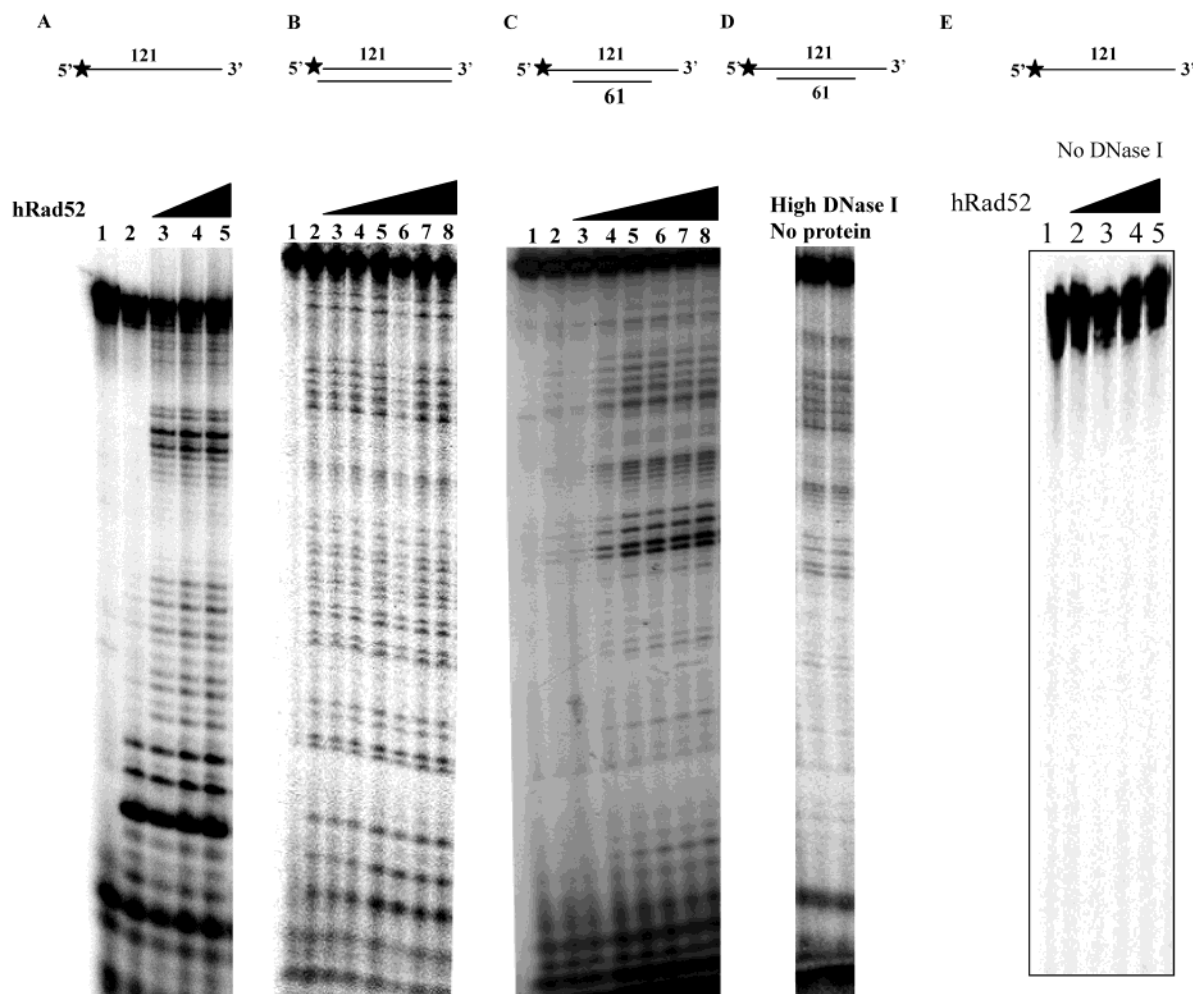 A
5' 121 3'
hRad52
1 2 3 4 5
B
5' 121 3'
1 2 3 4 5 6 7 8
C
5' 121 3'
61
1 2 3 4 5 6 7 8
D
5' 121 3'
61
High DNase I
No protein
E
5' 121 3'
No DNase I
hRad52
1 2 3 4 5